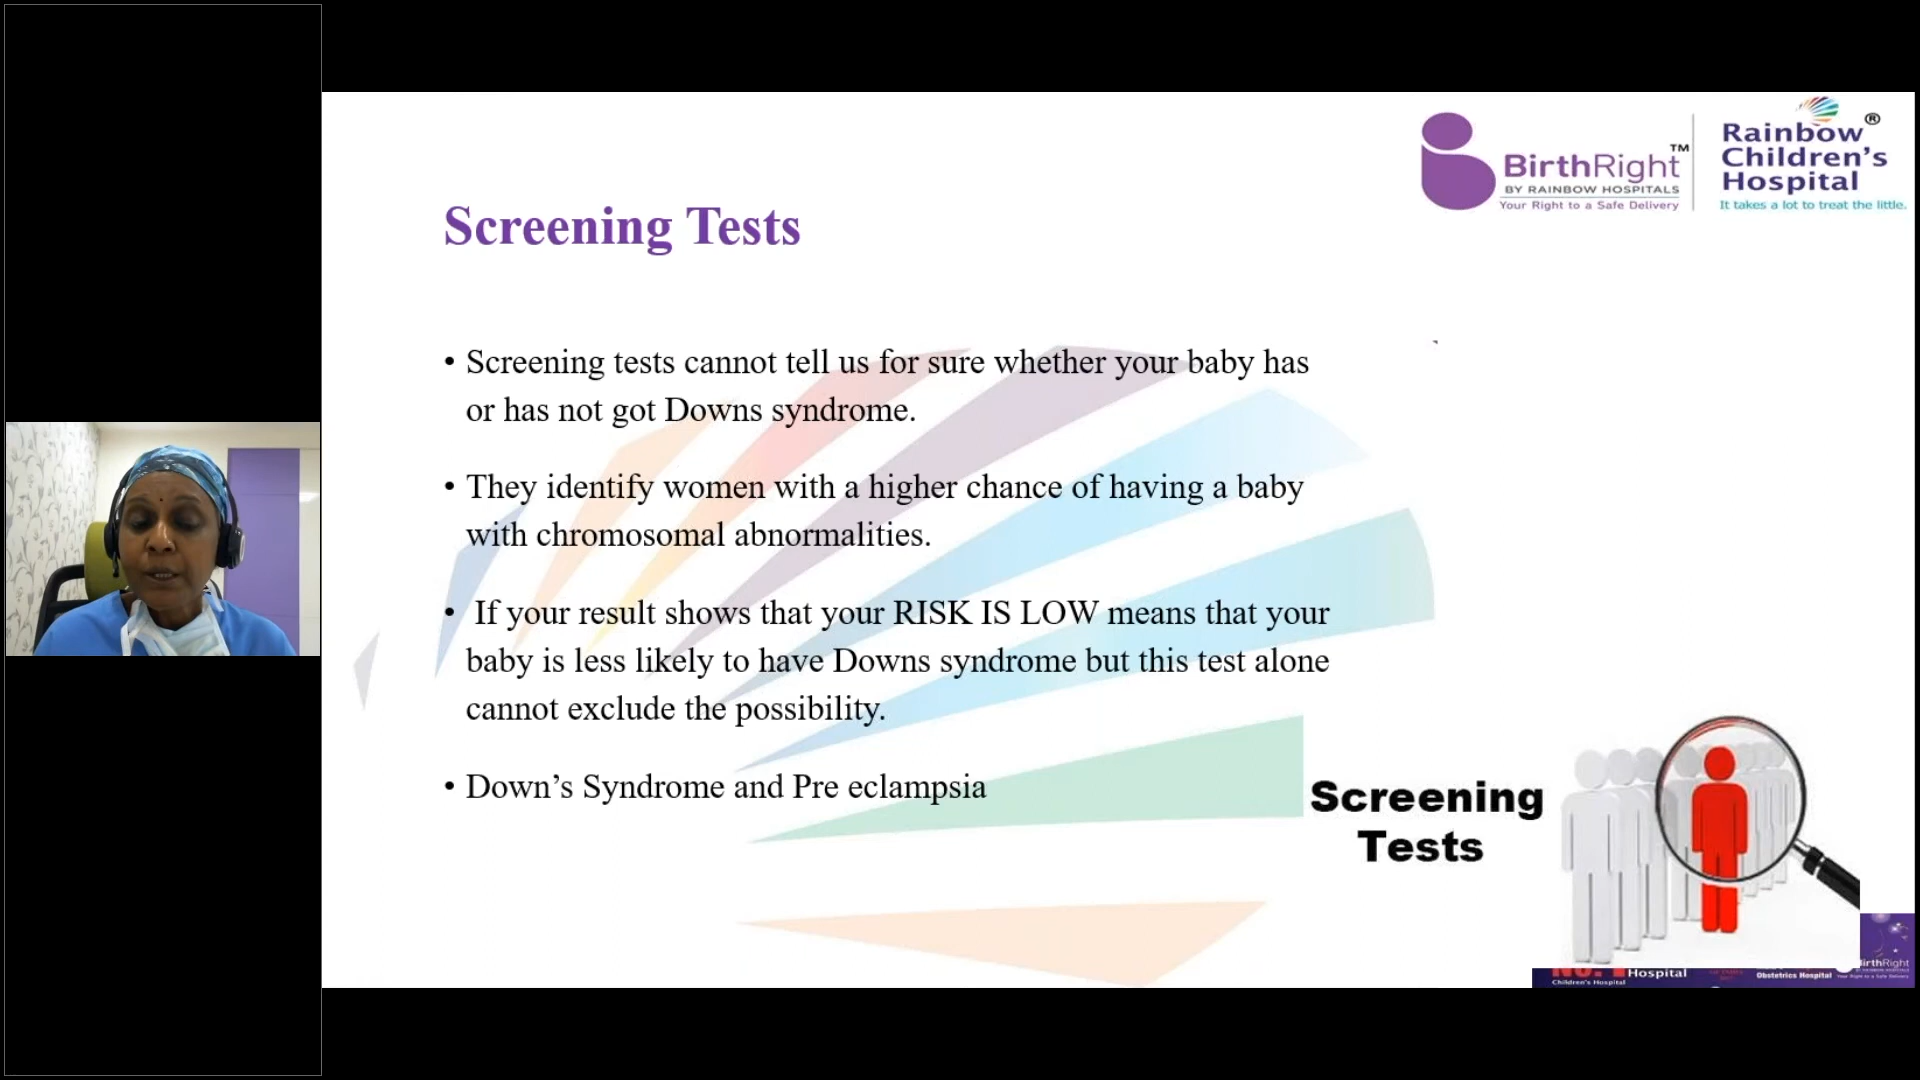 BirthRight™
BY RAINBOW HOSPITALS
Your Right to a Safe Delivery
Rainbow®
Children's
Hospital
It takes a lot to treat the little.
Screening Tests
• Screening tests cannot tell us for sure whether your baby has
or has not got Downs syndrome.
• They identify women with a higher chance of having a baby
with chromosomal abnormalities.
• If your result shows that your RISK IS LOW means that your
baby is less likely to have Downs syndrome but this test alone
cannot exclude the possibility.
• Down’s Syndrome and Pre eclampsia
Screening
Tests
Hospital
Children's Hospital
Obstetrics Hospital